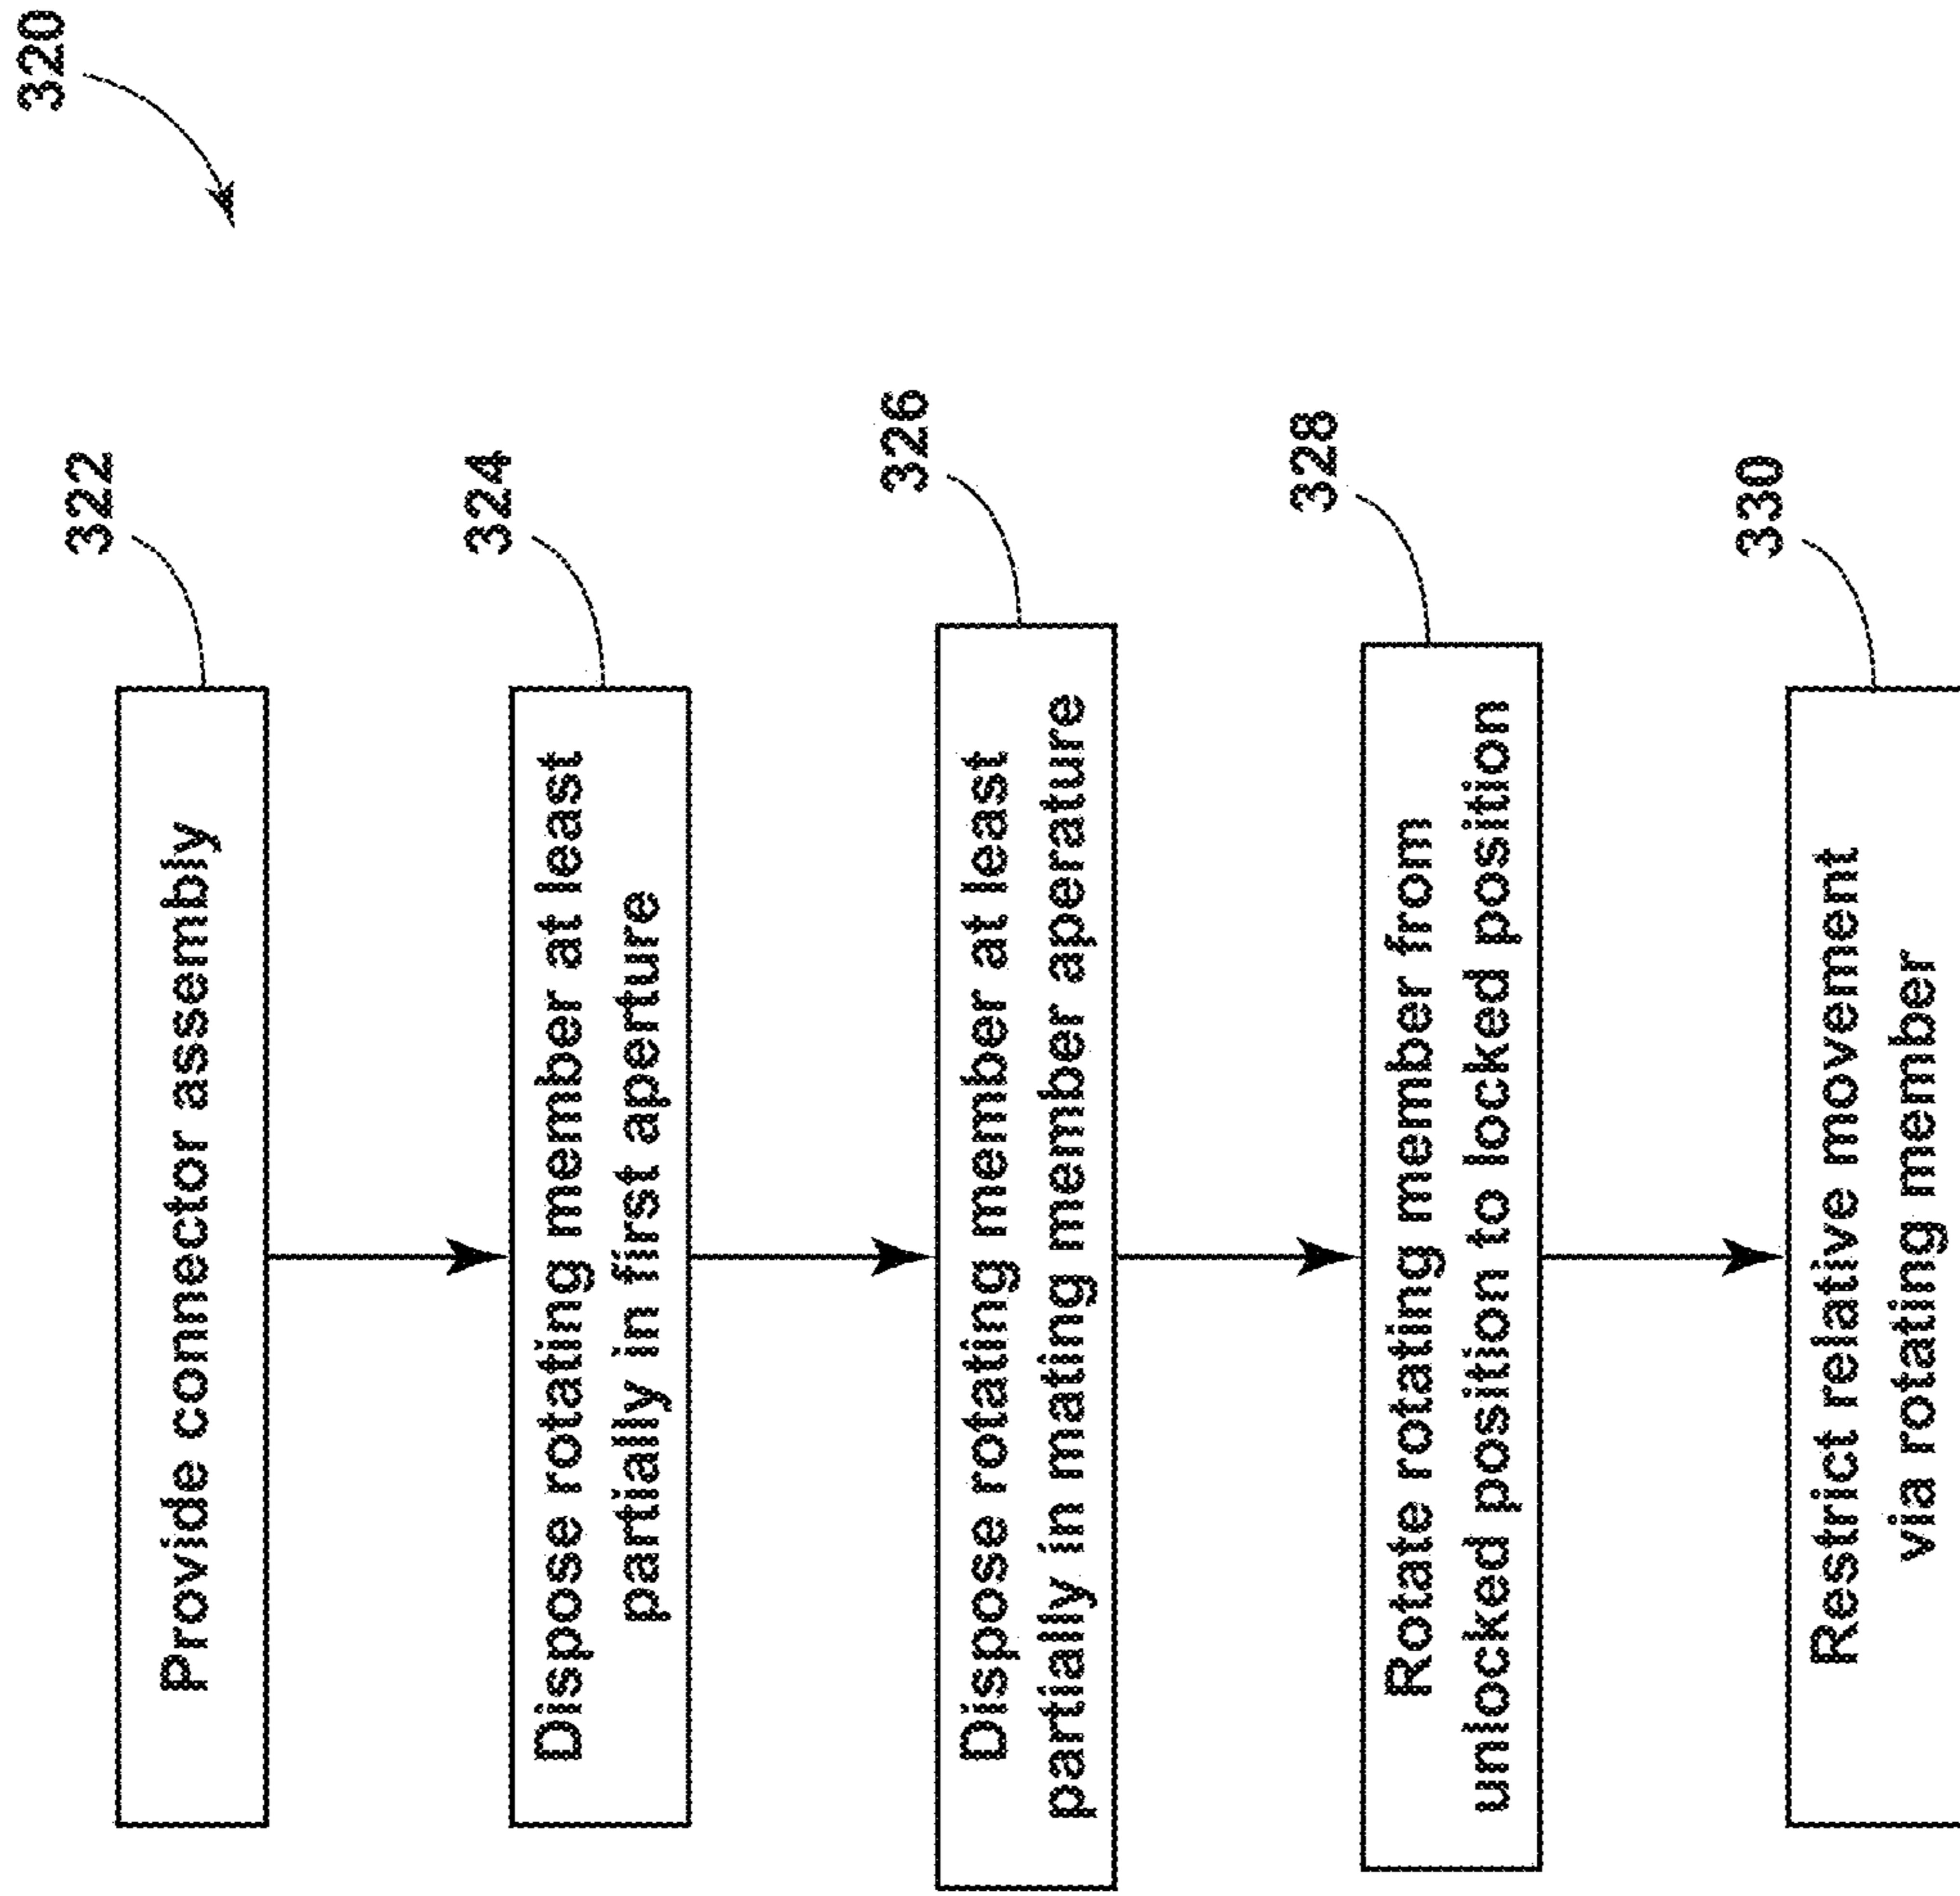 320
322
Provide connector assembly
324
Dispose rotating member at least
partially in first aperture
326
Dispose rotating member at least
partially in mating member aperature
328
Rotate rotating member from
unlocked position to locked position
330
Restrict relative movement
via rotating member